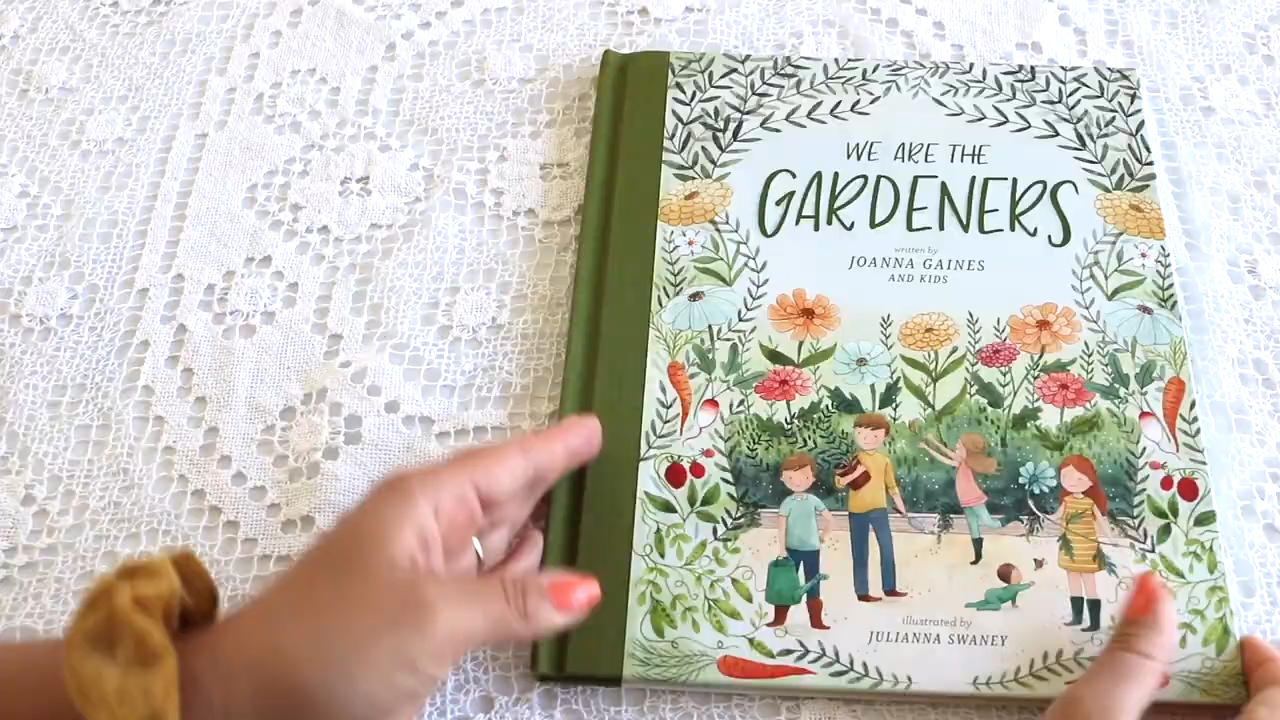 WE ARE THE
GARDENERS
written by
JOANNA GAINES
AND KIDS
illustrated by
JULIANNA SWANEY